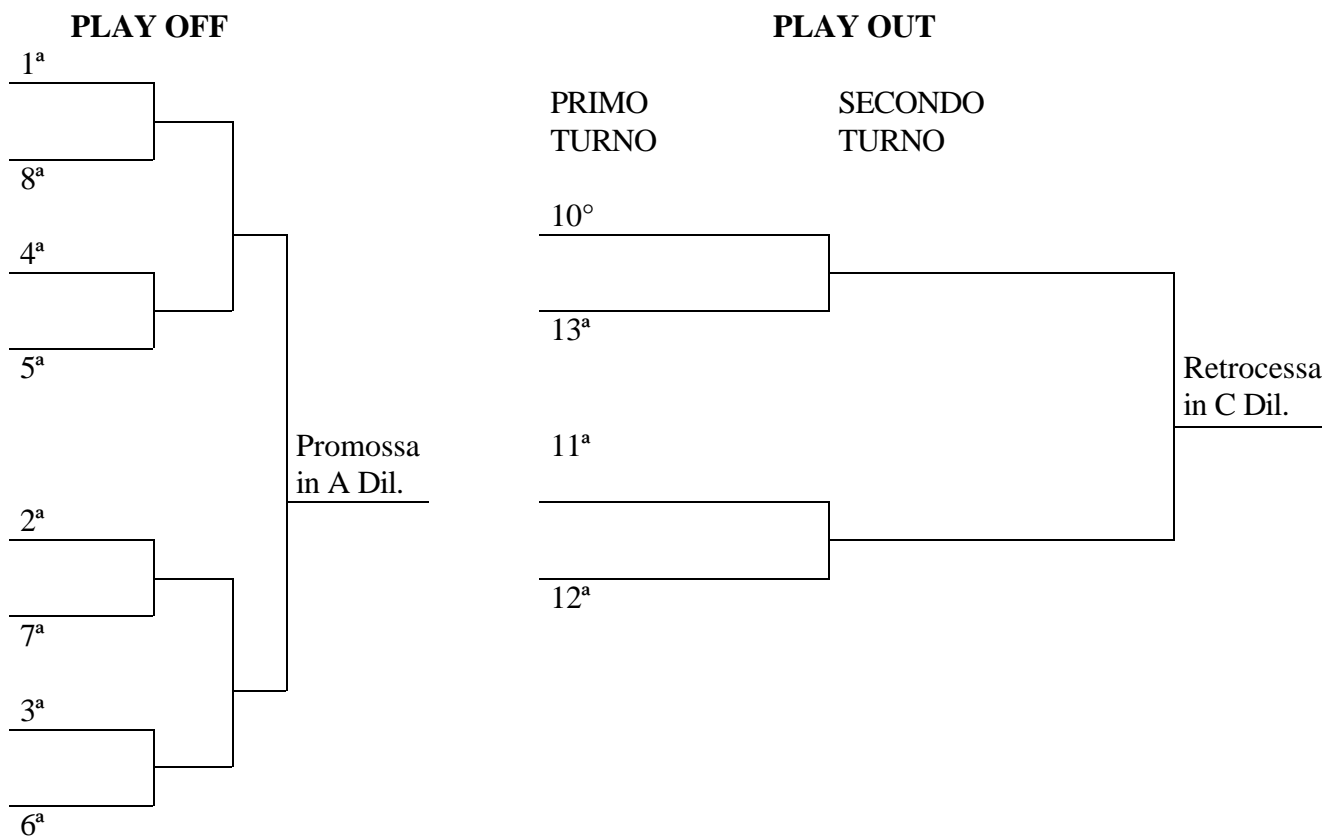 PLAY OFF
1ª
8ª
4ª
5ª
Promossa
in A Dil.
2ª
7ª
3ª
6ª
PLAY OUT
PRIMO
TURNO
SECONDO
TURNO
10°
13ª
11ª
12ª
Retrocessa
in C Dil.